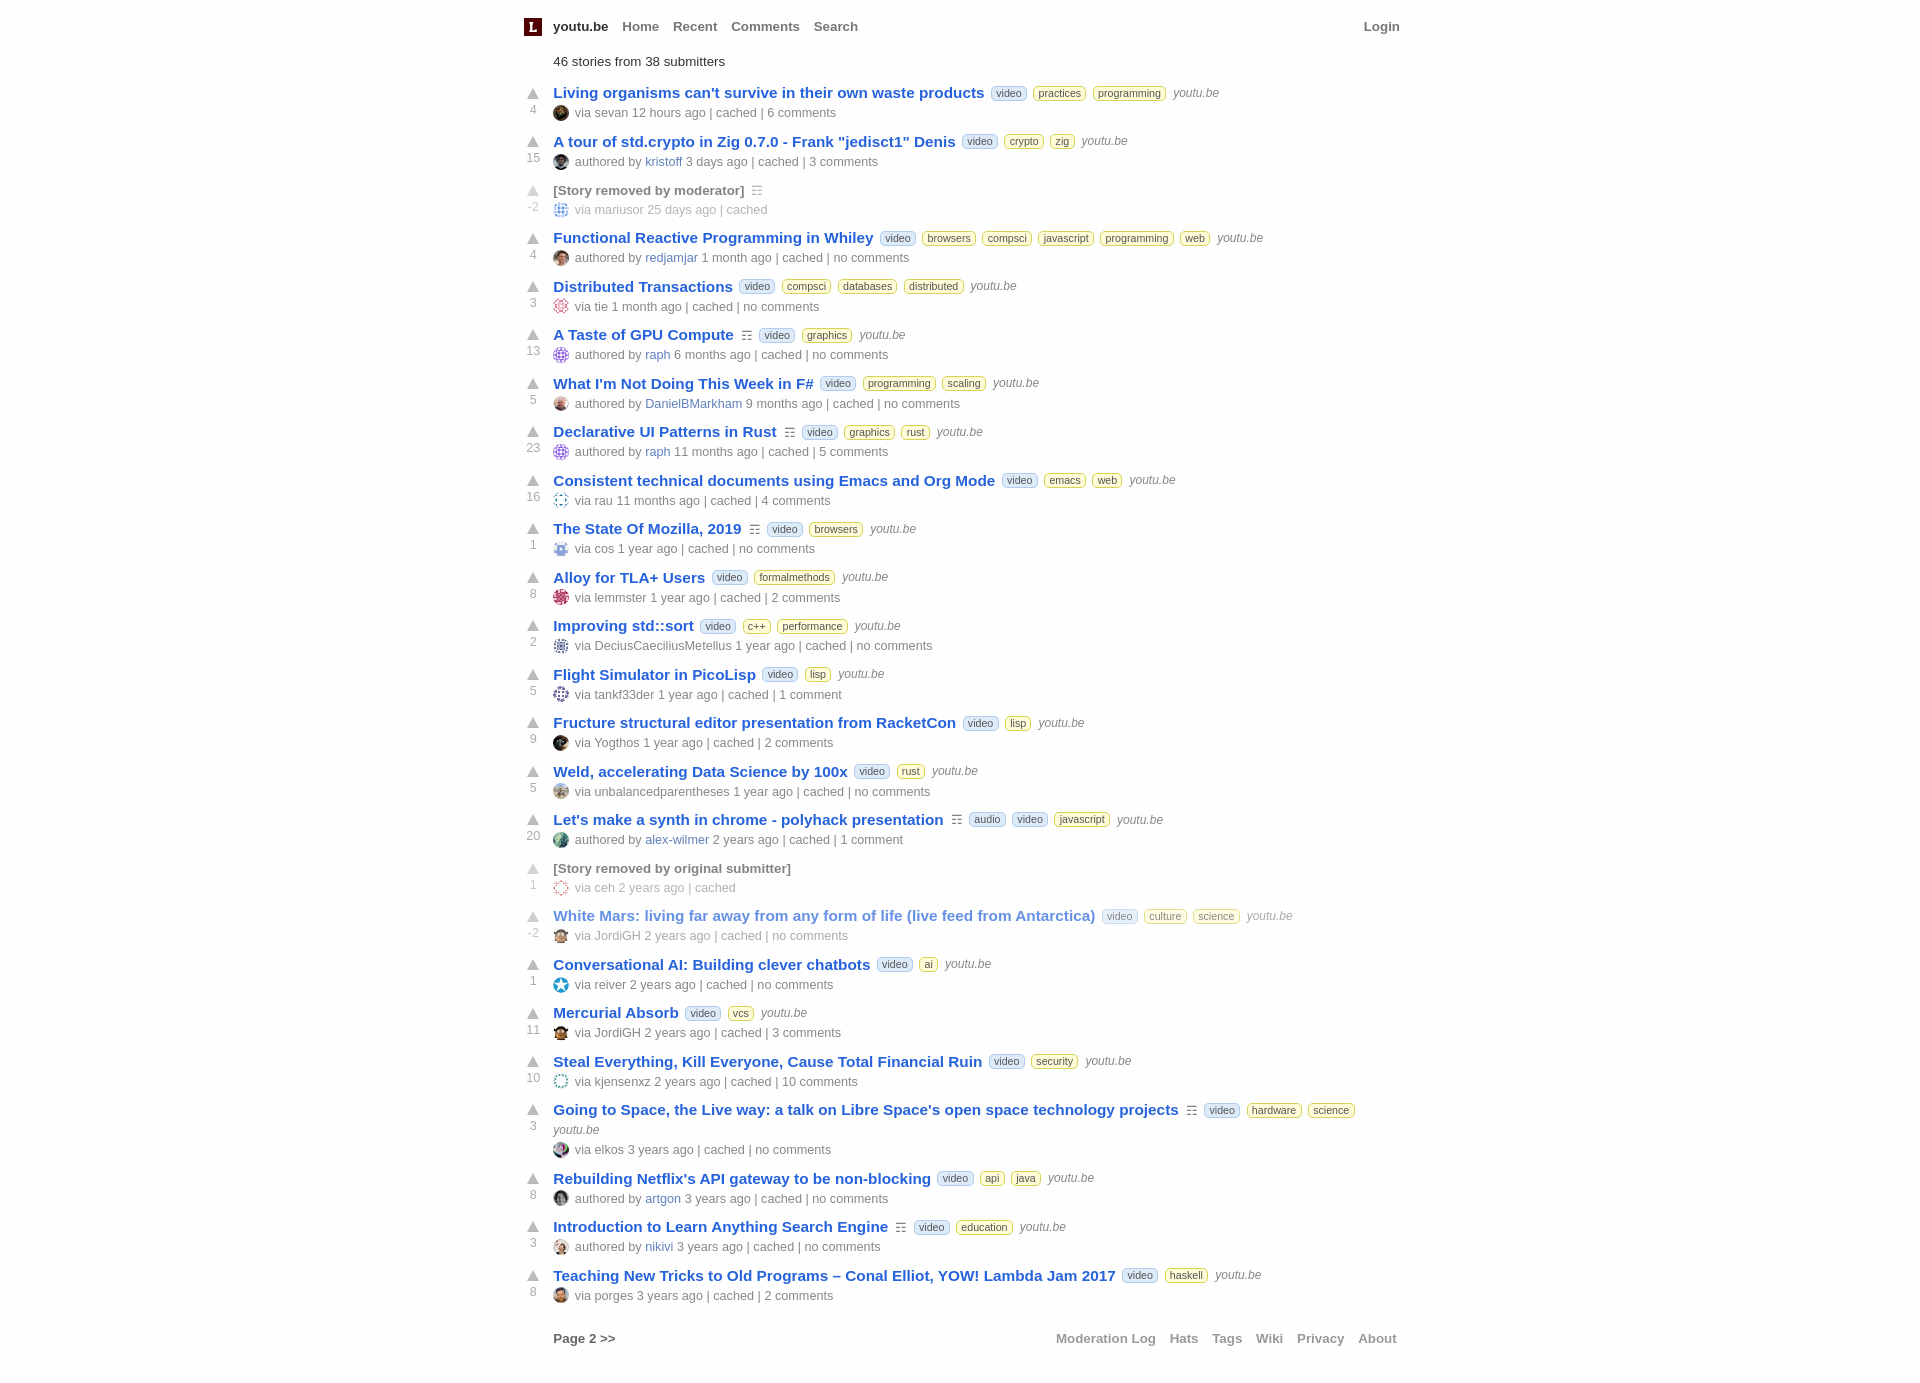 L youtu.be Home Recent Comments Search Login
46 stories from 38 submitters
Living organisms can't survive in their own waste products video practices programming youtu.be
4 via sevan 12 hours ago | cached | 6 comments
A tour of std.crypto in Zig 0.7.0 - Frank "jedisct1" Denis video crypto zig youtu.be
15 authored by kristoff 3 days ago | cached | 3 comments
[Story removed by moderator] ☶
-2 via mariusor 25 days ago | cached
Functional Reactive Programming in Whiley video browsers compsci javascript programming web youtu.be
4 authored by redjamjar 1 month ago | cached | no comments
Distributed Transactions video compsci databases distributed youtu.be
3 via tie 1 month ago | cached | no comments
A Taste of GPU Compute ☶ video graphics youtu.be
13 authored by raph 6 months ago | cached | no comments
What I'm Not Doing This Week in F# video programming scaling youtu.be
5 authored by DanielBMarkham 9 months ago | cached | no comments
Declarative UI Patterns in Rust ☶ video graphics rust youtu.be
23 authored by raph 11 months ago | cached | 5 comments
Consistent technical documents using Emacs and Org Mode video emacs web youtu.be
16 via rau 11 months ago | cached | 4 comments
The State Of Mozilla, 2019 ☶ video browsers youtu.be
1 via cos 1 year ago | cached | no comments
Alloy for TLA+ Users video formalmethods youtu.be
8 via lemmster 1 year ago | cached | 2 comments
Improving std::sort video c++ performance youtu.be
2 via DeciusCaeciliusMetellus 1 year ago | cached | no comments
Flight Simulator in PicoLisp video lisp youtu.be
5 via tankf33der 1 year ago | cached | 1 comment
Fructure structural editor presentation from RacketCon video lisp youtu.be
9 via Yogthos 1 year ago | cached | 2 comments
Weld, accelerating Data Science by 100x video rust youtu.be
5 via unbalancedparentheses 1 year ago | cached | no comments
Let's make a synth in chrome - polyhack presentation ☶ audio video javascript youtu.be
20 authored by alex-wilmer 2 years ago | cached | 1 comment
[Story removed by original submitter]
1 via ceh 2 years ago | cached
White Mars: living far away from any form of life (live feed from Antarctica) video culture science youtu.be
-2 via JordiGH 2 years ago | cached | no comments
Conversational AI: Building clever chatbots video ai youtu.be
1 via reiver 2 years ago | cached | no comments
Mercurial Absorb video vcs youtu.be
11 via JordiGH 2 years ago | cached | 3 comments
Steal Everything, Kill Everyone, Cause Total Financial Ruin video security youtu.be
10 via kjensenxz 2 years ago | cached | 10 comments
Going to Space, the Live way: a talk on Libre Space's open space technology projects ☶ video hardware science
3 youtu.be
via elkos 3 years ago | cached | no comments
Rebuilding Netflix's API gateway to be non-blocking video api java youtu.be
8 authored by artgon 3 years ago | cached | no comments
Introduction to Learn Anything Search Engine ☶ video education youtu.be
3 authored by nikivi 3 years ago | cached | no comments
Teaching New Tricks to Old Programs – Conal Elliot, YOW! Lambda Jam 2017 video haskell youtu.be
8 via porges 3 years ago | cached | 2 comments
Page 2 >> Moderation Log Hats Tags Wiki Privacy About